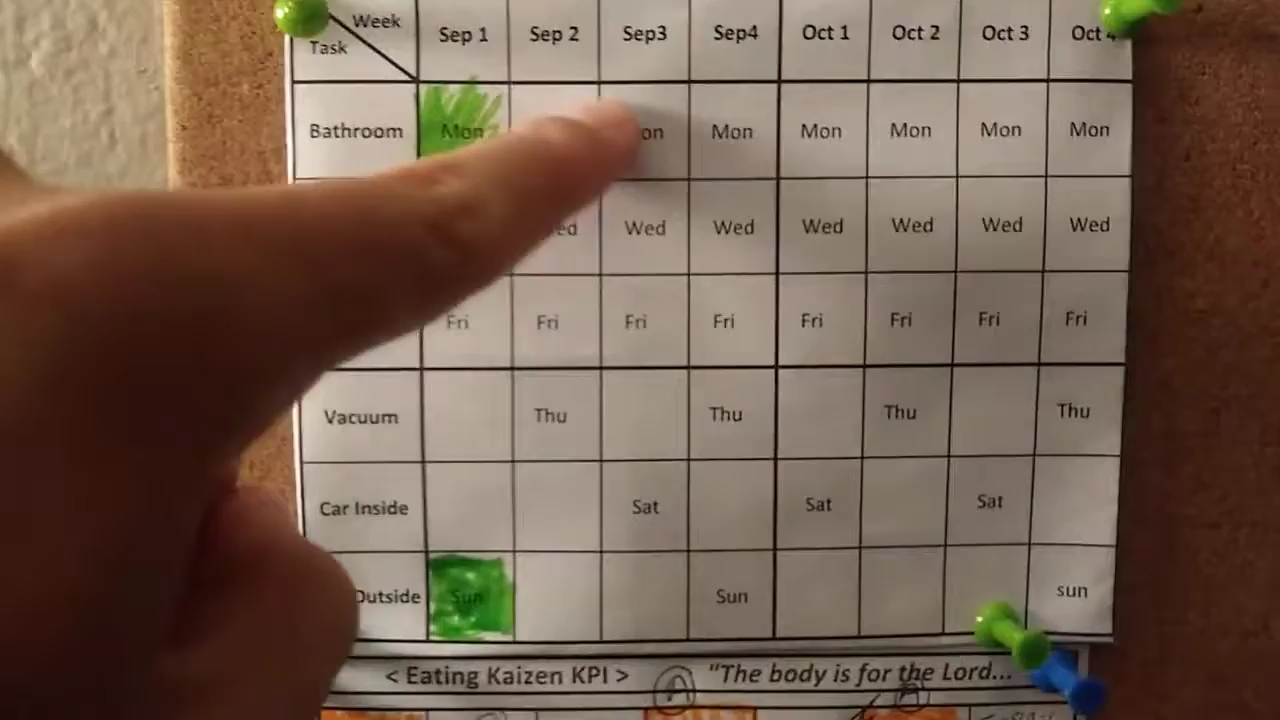 Week
Task Sep 1 Sep 2 Sep3 Sep4 Oct 1 Oct 2 Oct 3 Oct 4
Bathroom Mon Mon Mon Mon Mon Mon
Wed Wed Wed Wed Wed Wed
Fri Fri Fri Fri Fri Fri Fri Fri
Vacuum Thu Thu Thu Thu
Car Inside Sat Sat Sat
Outside Sun Sun sun
< Eating Kaizen KPI > "The body is for the Lord...